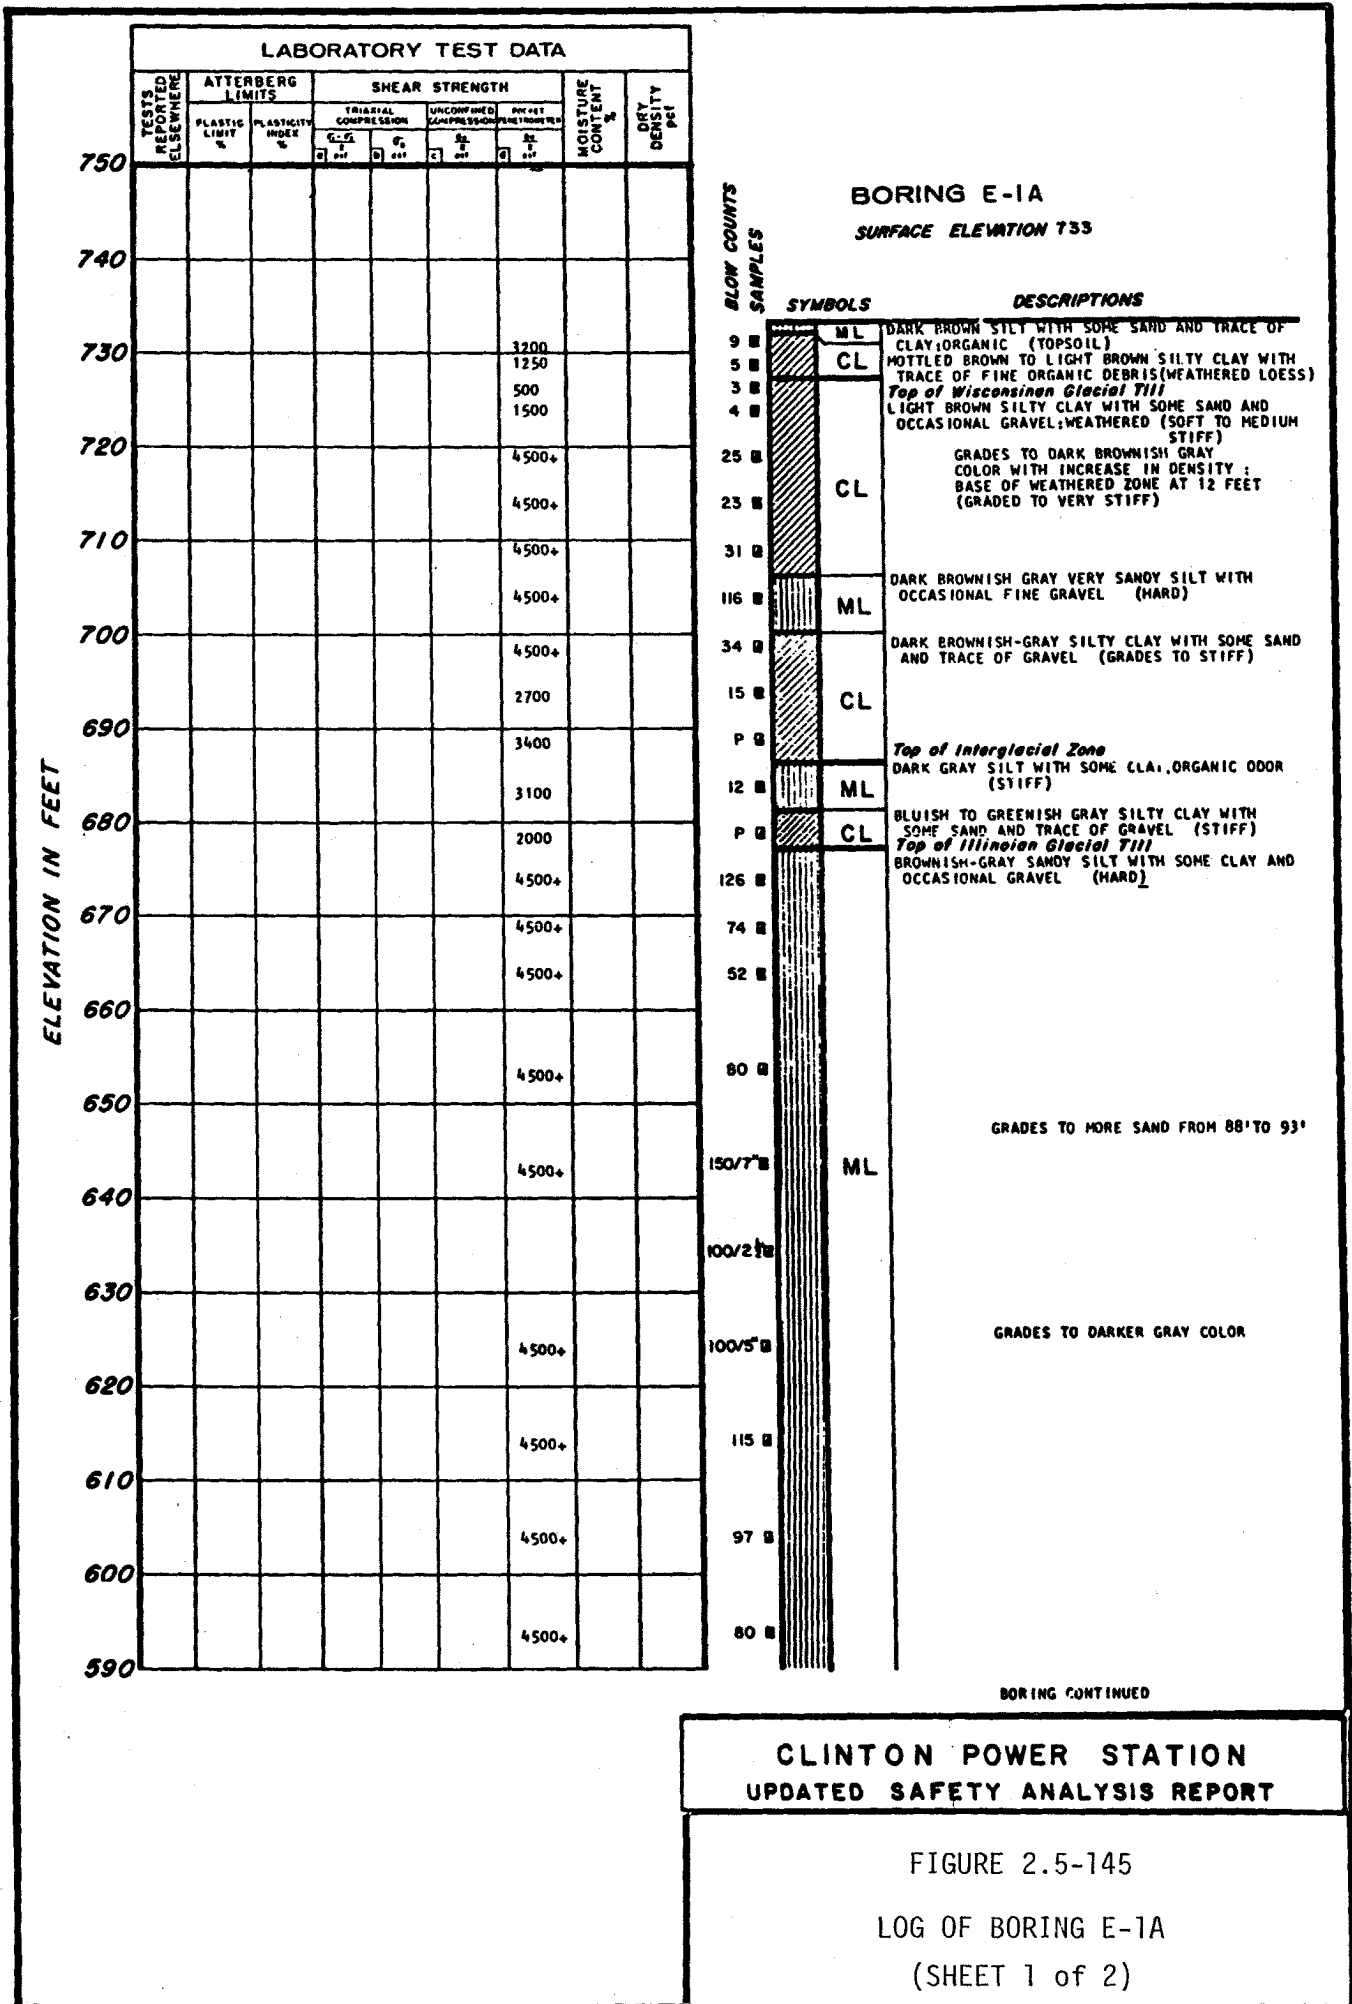 LABORATORY TEST DATA
TESTS REPORTED ELSEWHERE
ATTERBERG LIMITS
SHEAR STRENGTH
MOISTURE CONTENT %
DRY DENSITY pcf
PLASTIC LIMIT %
PLASTICITY INDEX %
TRIAXIAL COMPRESSION
UNCONFINED COMPRESSION
POCKET PENETROMETER
a
b
c
d
ELEVATION IN FEET
750
740
730
720
710
700
690
680
670
660
650
640
630
620
610
600
590
3200
1250
500
1500
4500+
4500+
4500+
4500+
4500+
2700
3400
3100
2000
4500+
4500+
4500+
4500+
4500+
4500+
4500+
4500+
4500+
BORING E-1A
SURFACE ELEVATION 733
BLOW COUNTS
SAMPLES
SYMBOLS
DESCRIPTIONS
9
5
3
4
25
23
31
116
34
15
P
12
P
126
74
52
80
150/7"
100/2½"
100/5"
115
97
80
ML
DARK BROWN SILT WITH SOME SAND AND TRACE OF
CLAY;ORGANIC (TOPSOIL)
CL
MOTTLED BROWN TO LIGHT BROWN SILTY CLAY WITH
TRACE OF FINE ORGANIC DEBRIS(WEATHERED LOESS)
Top of Wisconsinan Glacial Till
CL
LIGHT BROWN SILTY CLAY WITH SOME SAND AND
OCCASIONAL GRAVEL;WEATHERED (SOFT TO MEDIUM
STIFF)
GRADES TO DARK BROWNISH GRAY
COLOR WITH INCREASE IN DENSITY ;
BASE OF WEATHERED ZONE AT 12 FEET
(GRADED TO VERY STIFF)
ML
DARK BROWNISH GRAY VERY SANDY SILT WITH
OCCASIONAL FINE GRAVEL (HARD)
CL
DARK BROWNISH-GRAY SILTY CLAY WITH SOME SAND
AND TRACE OF GRAVEL (GRADES TO STIFF)
Top of Interglacial Zone
ML
DARK GRAY SILT WITH SOME CLAY,ORGANIC ODOR
(STIFF)
CL
BLUISH TO GREENISH GRAY SILTY CLAY WITH
SOME SAND AND TRACE OF GRAVEL (STIFF)
Top of Illinoian Glacial Till
BROWNISH-GRAY SANDY SILT WITH SOME CLAY AND
OCCASIONAL GRAVEL (HARD)
GRADES TO MORE SAND FROM 88' TO 93'
ML
GRADES TO DARKER GRAY COLOR
BORING CONTINUED
CLINTON POWER STATION
UPDATED SAFETY ANALYSIS REPORT
FIGURE 2.5-145
LOG OF BORING E-1A
(SHEET 1 of 2)